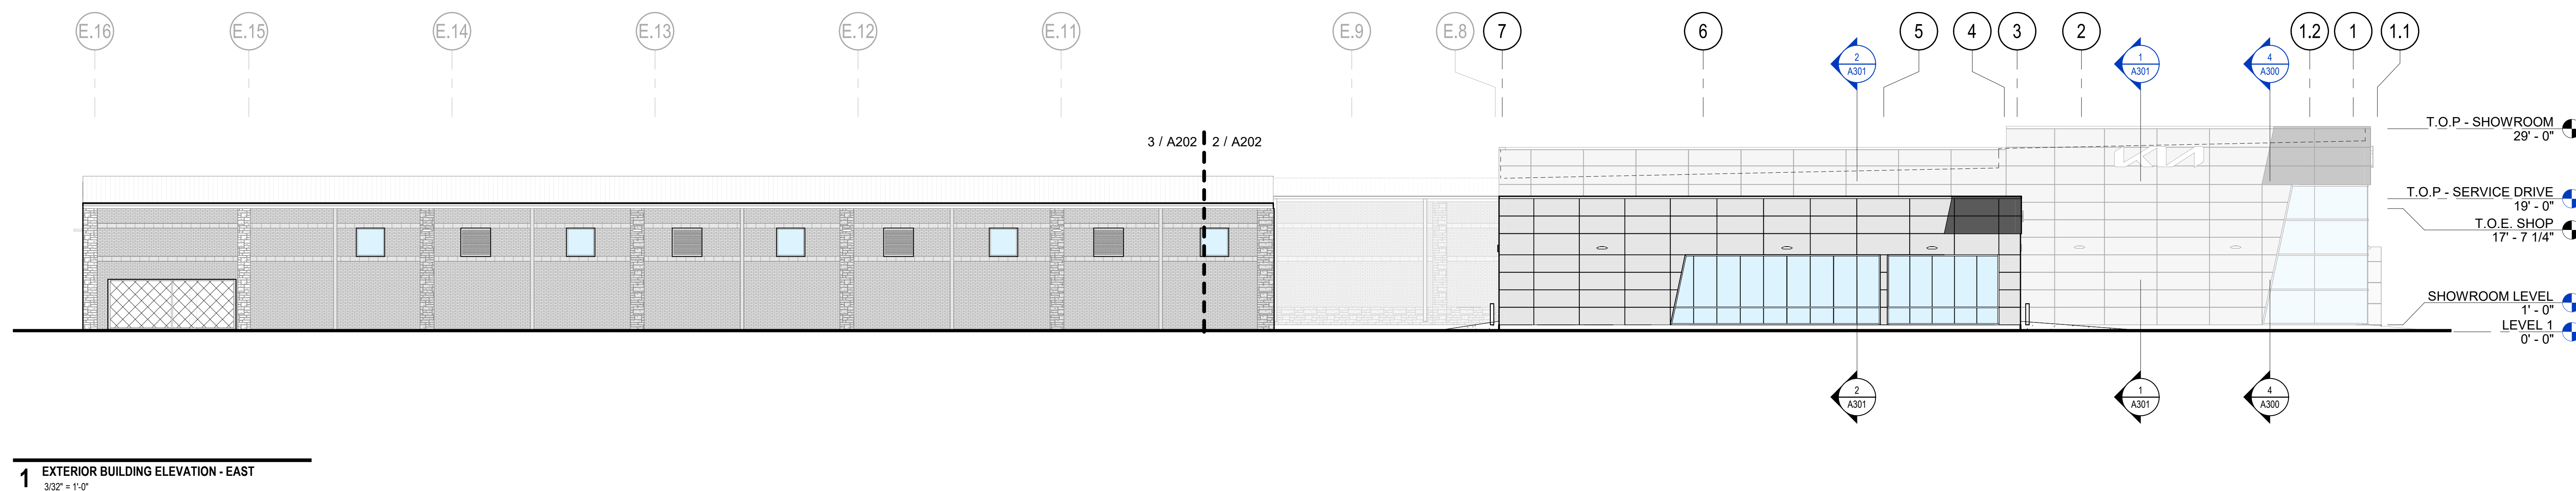 E.16 E.15 E.14 E.13 E.12 E.11 E.9 E.8 7 6 5 4 3 2 1.2 1 1.1
2 1 4
A301 A301 A300
T.O.P - SHOWROOM
29' - 0"
3 / A202 2 / A202
KIA
T.O.P - SERVICE DRIVE
19' - 0"
T.O.E. SHOP
17' - 7 1/4"
SHOWROOM LEVEL
1' - 0"
LEVEL 1
0' - 0"
2 1 4
A301 A301 A300
1 EXTERIOR BUILDING ELEVATION - EAST
3/32" = 1'-0"